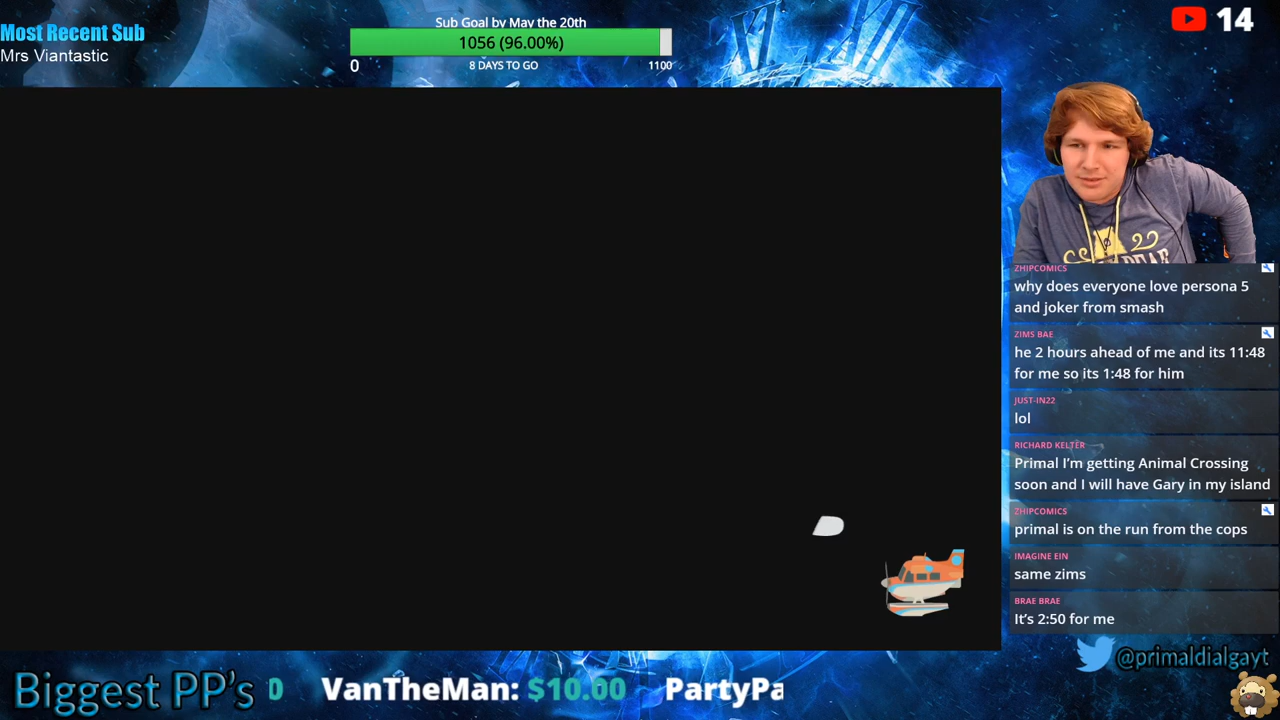 Most Recent Sub
Mrs Viantastic
Sub Goal by May the 20th
1056 (96.00%)
0
8 DAYS TO GO
1100
14
ZHIPCOMICS
why does everyone love persona 5
and joker from smash
ZIMS BAE
he 2 hours ahead of me and its 11:48
for me so its 1:48 for him
JUST-IN22
lol
RICHARD KELTER
Primal I'm getting Animal Crossing
soon and I will have Gary in my island
ZHIPCOMICS
primal is on the run from the cops
IMAGINE EIN
same zims
BRAE BRAE
It's 2:50 for me
@primaldialgayt
Biggest PP's 0 VanTheMan: $10.00 PartyPa